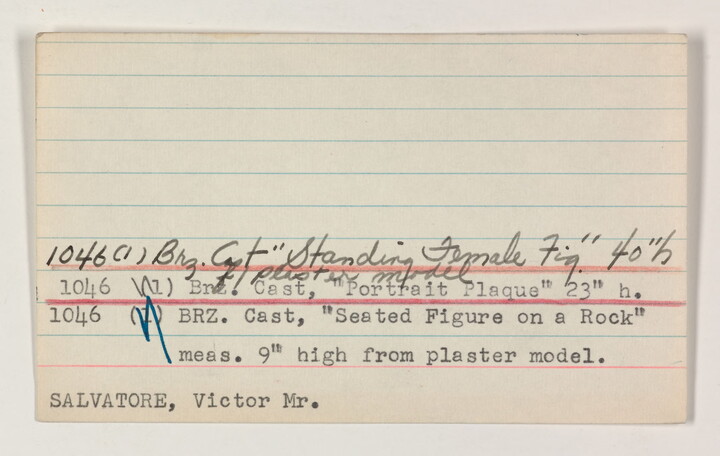 1046 (1) Brz. Cast "Standing Female Fig" 40"h
f/ plaster model
1046 (1) Brz. Cast, "Portrait Plaque" 23" h.
1046 (1) BRZ. Cast, "Seated Figure on a Rock"
meas. 9" high from plaster model.
SALVATORE, Victor Mr.